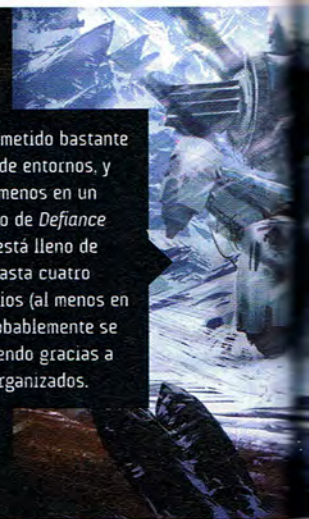 metido bastante
de entornos, y
menos en un
o de Defiance
está lleno de
asta cuatro
ios (al menos en
obablemente se
endo gracias a
rganizados.